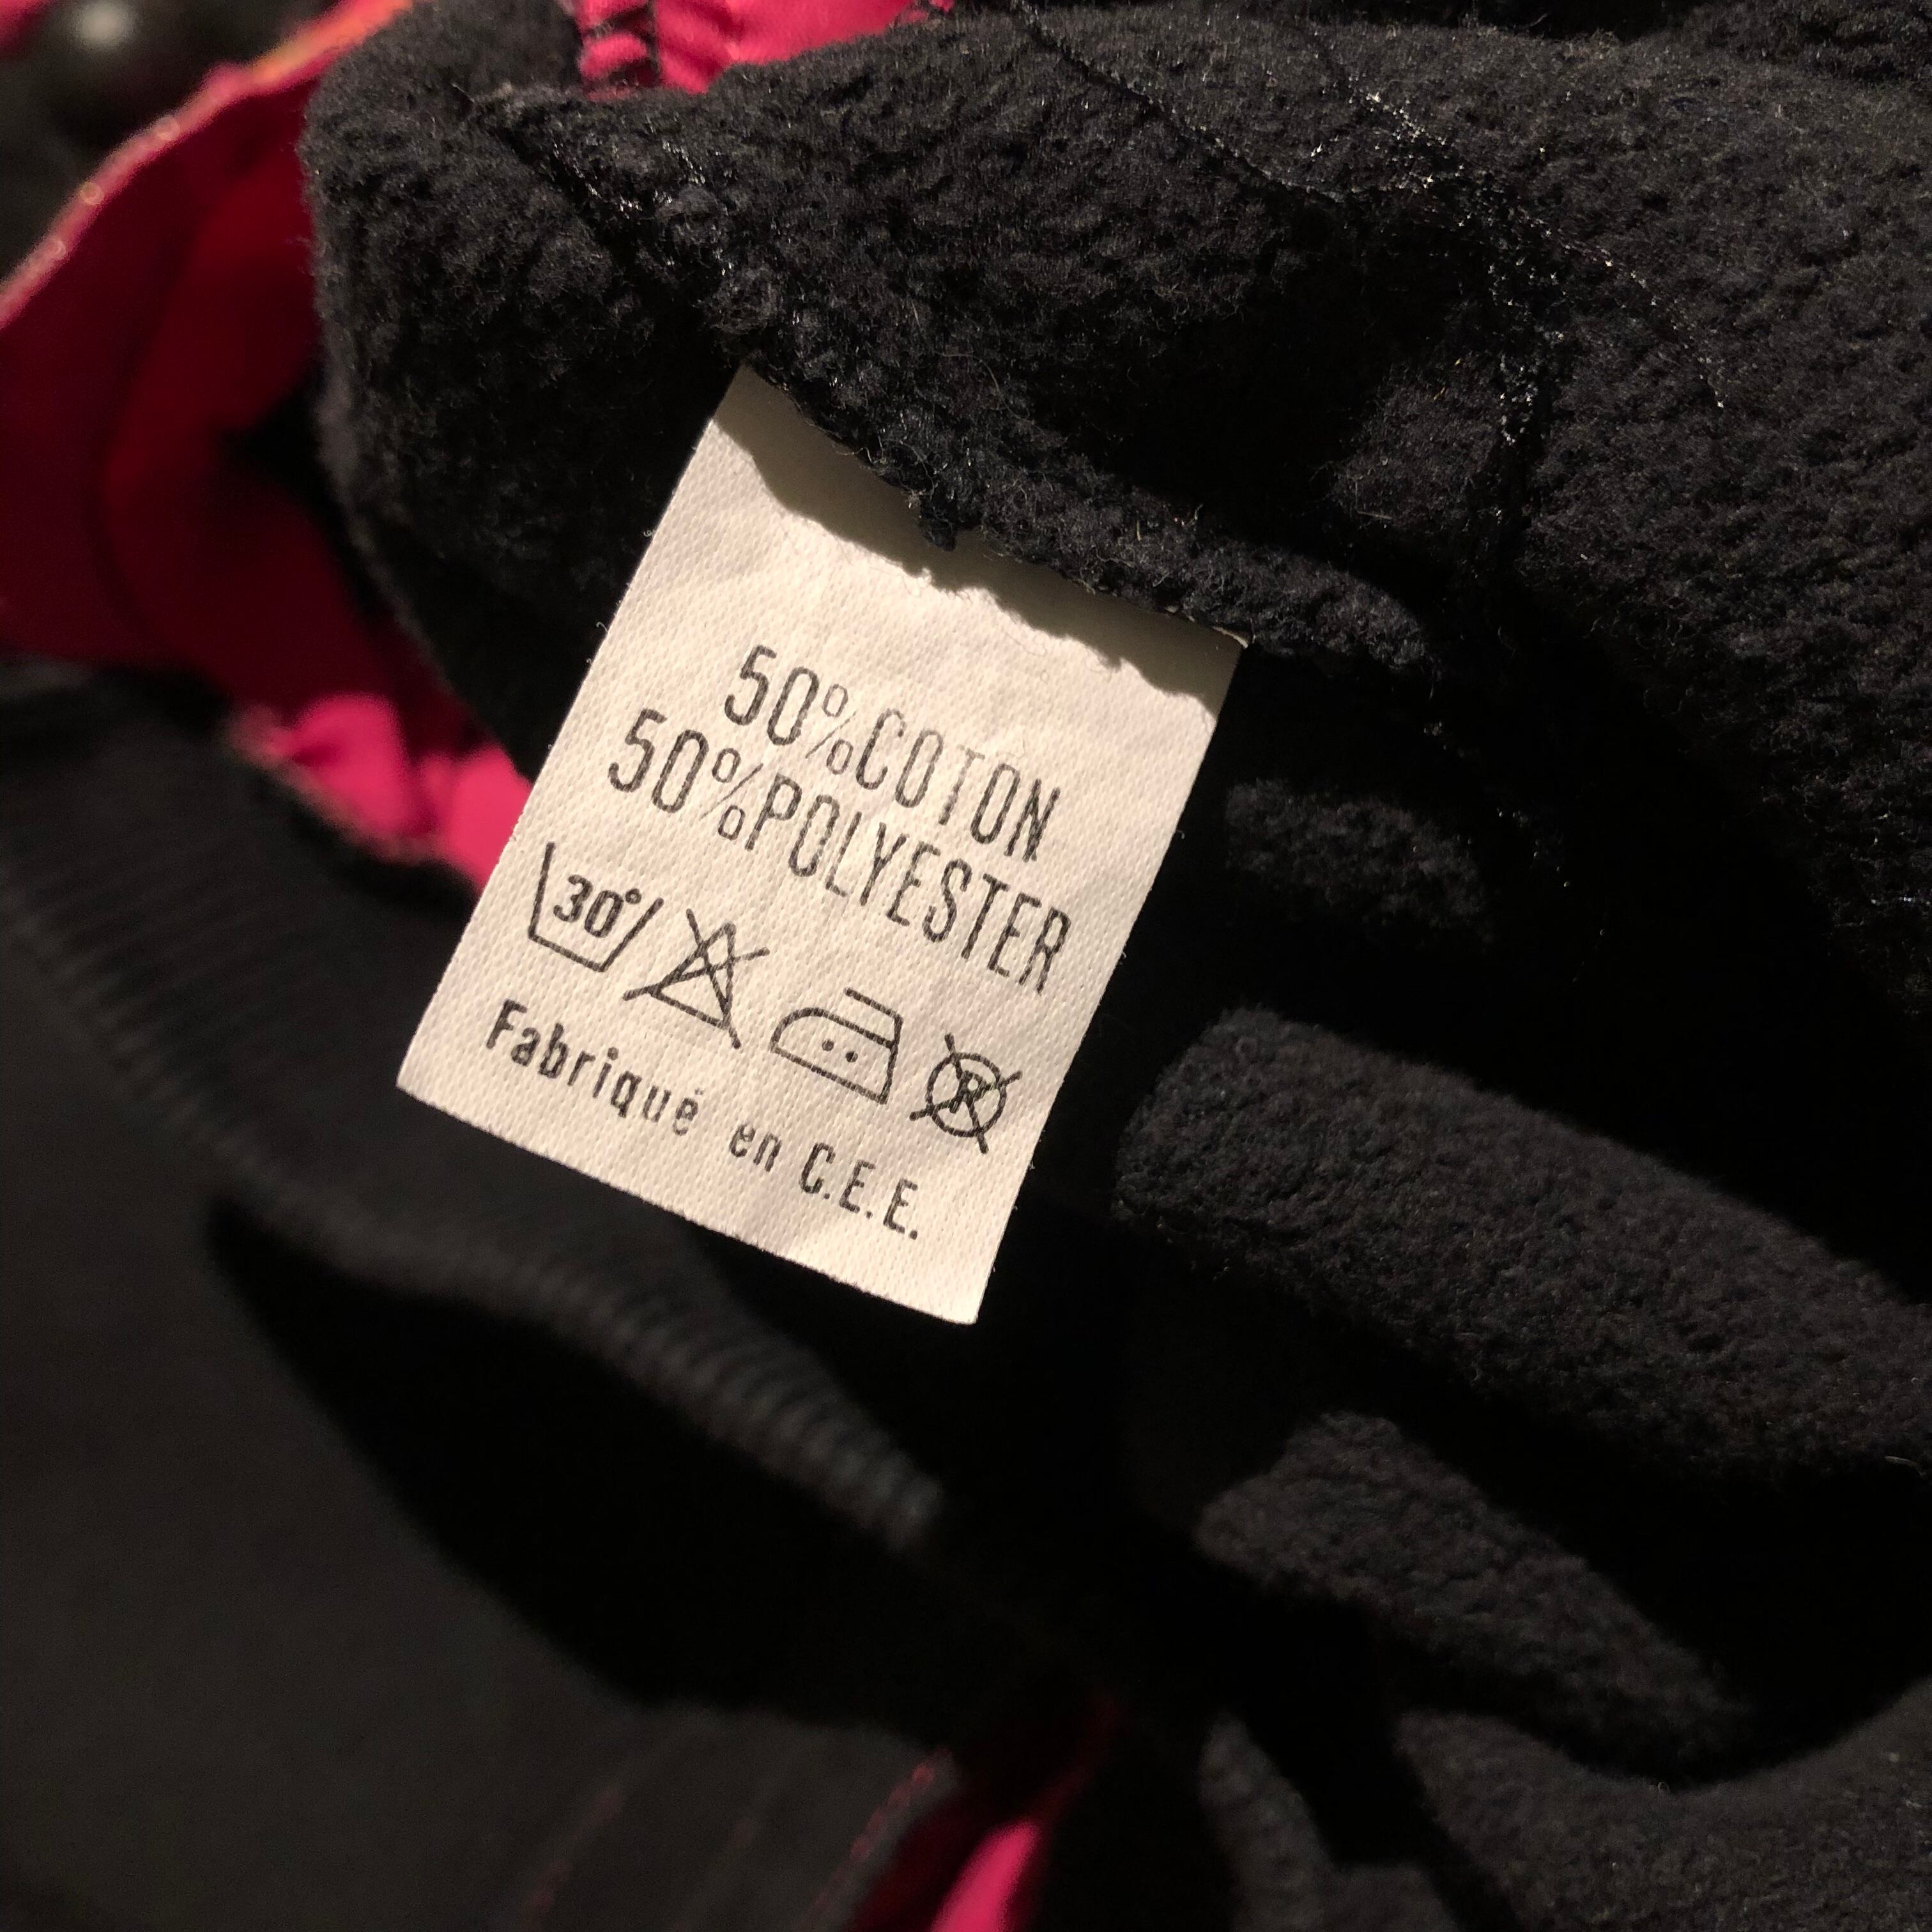 50%COTON
50%POLYESTER
30°
P
Fabriqué en C.E.E.